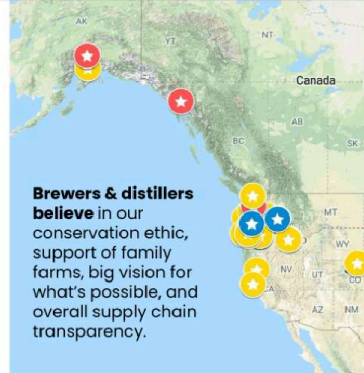 AK
YT
NT
Canada
AB
BC
SK
Brewers & distillers
believe in our
conservation ethic,
support of family
farms, big vision for
what's possible, and
overall supply chain
transparency.
MT
WY
NV
UT
CO
CA
AZ
NM